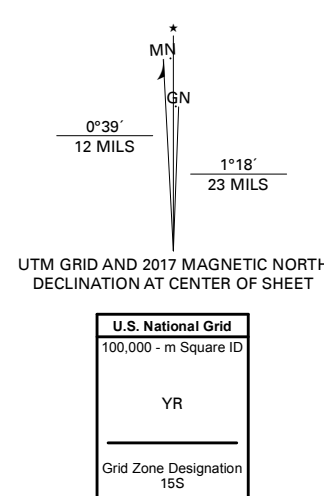 MN
GN
0°39´
12 MILS
1°18´
23 MILS
UTM GRID AND 2017 MAGNETIC NORTH
DECLINATION AT CENTER OF SHEET
U.S. National Grid
100,000 - m Square ID
YR
Grid Zone Designation
15S